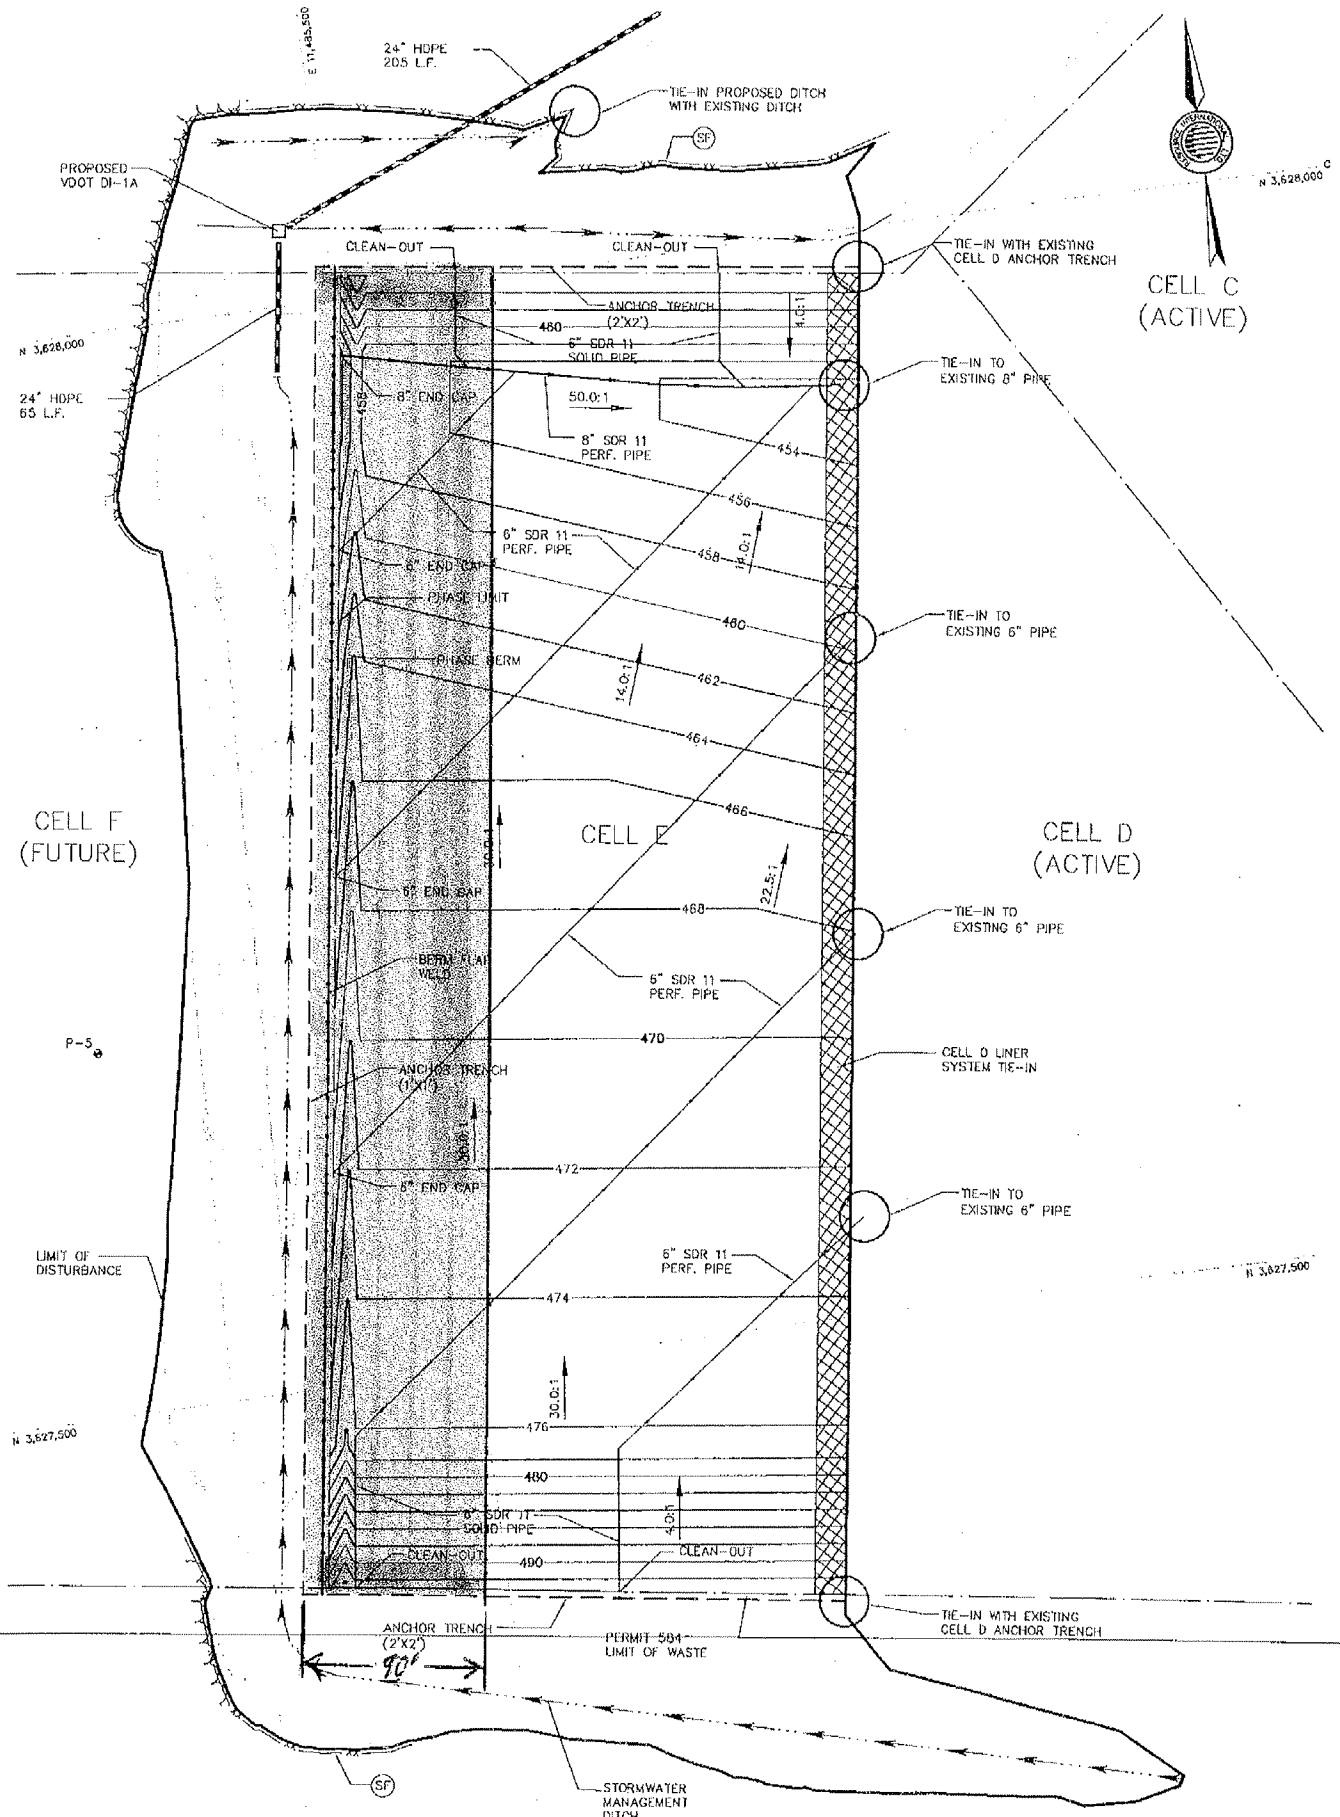 E 11,485,500
24" HDPE
205 L.F.
TIE-IN PROPOSED DITCH
WITH EXISTING DITCH
SF
PROPOSED
VDOT DI-1A
RESOURCE INTERNATIONAL LTD
N 3,628,000
CLEAN-OUT
CLEAN-OUT
TIE-IN WITH EXISTING
CELL D ANCHOR TRENCH
CELL C
(ACTIVE)
ANCHOR TRENCH
(2'X2')
4.0:1
460
6" SDR 11
SOLID PIPE
N 3,628,000
TIE-IN TO
EXISTING 8" PIPE
24" HDPE
65 L.F.
8" END CAP
458
50.0:1
8" SDR 11
PERF. PIPE
454
456
6" SDR 11
PERF. PIPE
14.0:1
458
6" END CAP
PHASE LIMIT
460
TIE-IN TO
EXISTING 6" PIPE
PHASE BERM
14.0:1
462
464
466
CELL F
(FUTURE)
CELL E
CELL D
(ACTIVE)
22.5:1
6" END CAP
468
TIE-IN TO
EXISTING 6" PIPE
BERM FLAP
WELD
6" SDR 11
PERF. PIPE
P-5
470
CELL D LINER
SYSTEM TIE-IN
ANCHOR TRENCH
(1'X1')
30.0:1
472
6" END CAP
TIE-IN TO
EXISTING 6" PIPE
LIMIT OF
DISTURBANCE
6" SDR 11
PERF. PIPE
N 3,627,500
474
30.0:1
476
N 3,627,500
480
6" SDR 11
SOLID PIPE
4.0:1
CLEAN-OUT
490
CLEAN-OUT
ANCHOR TRENCH
(2'X2')
PERMIT 584
LIMIT OF WASTE
TIE-IN WITH EXISTING
CELL D ANCHOR TRENCH
90'
SF
STORMWATER
MANAGEMENT
DITCH